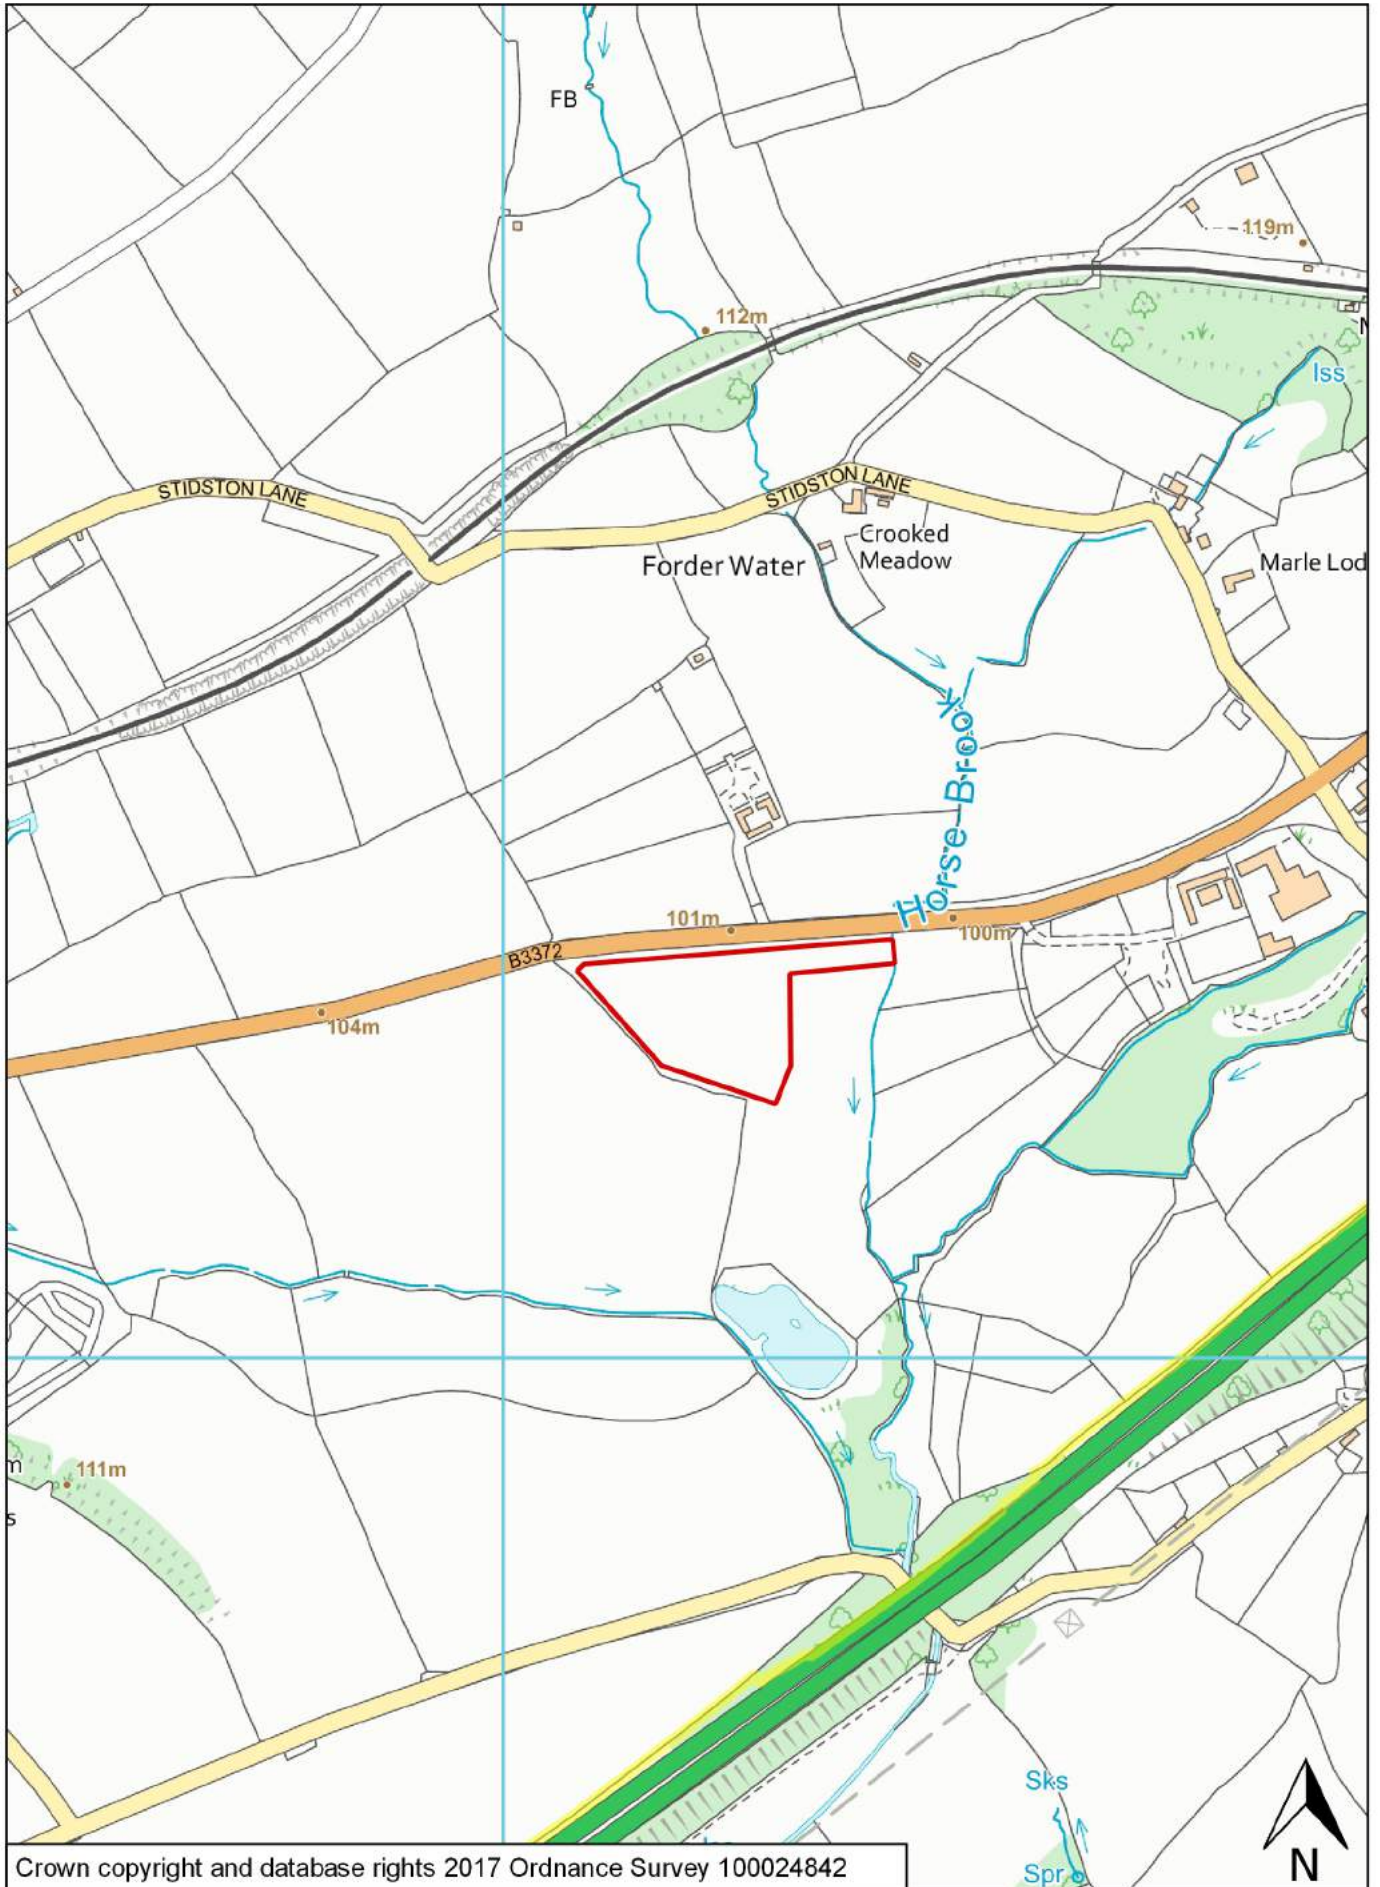 FB
119m
112m
Iss
STIDSTON LANE
STIDSTON LANE
Crooked
Meadow
Forder Water
Marle Lod
Horse Brook
101m
100m
B3372
104m
111m
Sks
Spr
N
Crown copyright and database rights 2017 Ordnance Survey 100024842